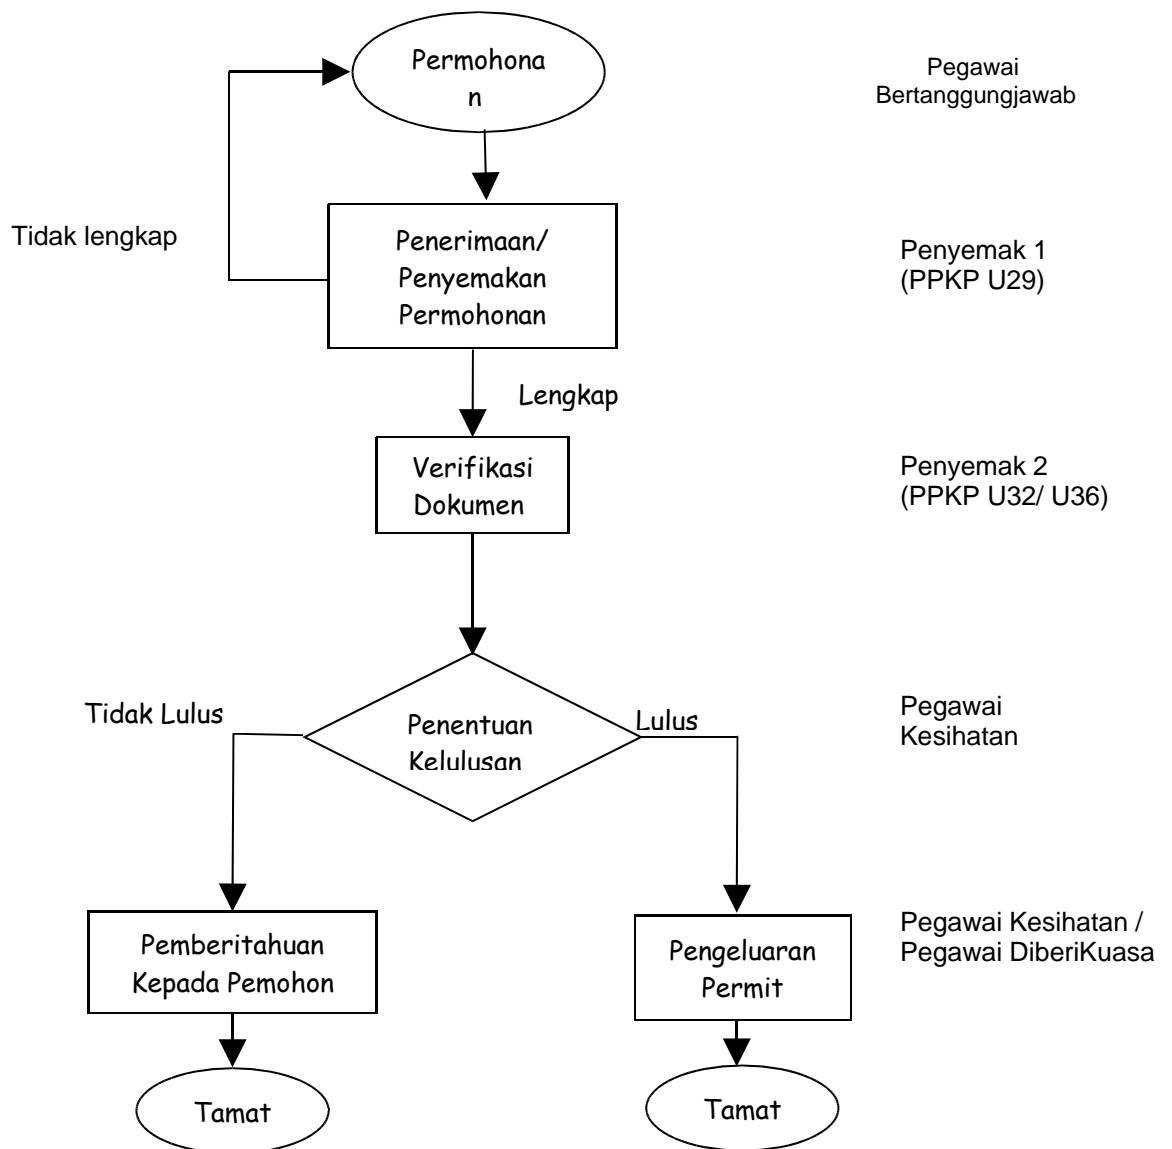 Permohona
n
Pegawai
Bertanggungjawab
Tidak lengkap
Penerimaan/
Penyemakan
Permohonan
Penyemak 1
(PPKP U29)
Lengkap
Verifikasi
Dokumen
Penyemak 2
(PPKP U32/ U36)
Tidak Lulus
Penentuan
Kelulusan
Lulus
Pegawai
Kesihatan
Pemberitahuan
Kepada Pemohon
Pengeluaran
Permit
Pegawai Kesihatan /
Pegawai DiberiKuasa
Tamat
Tamat